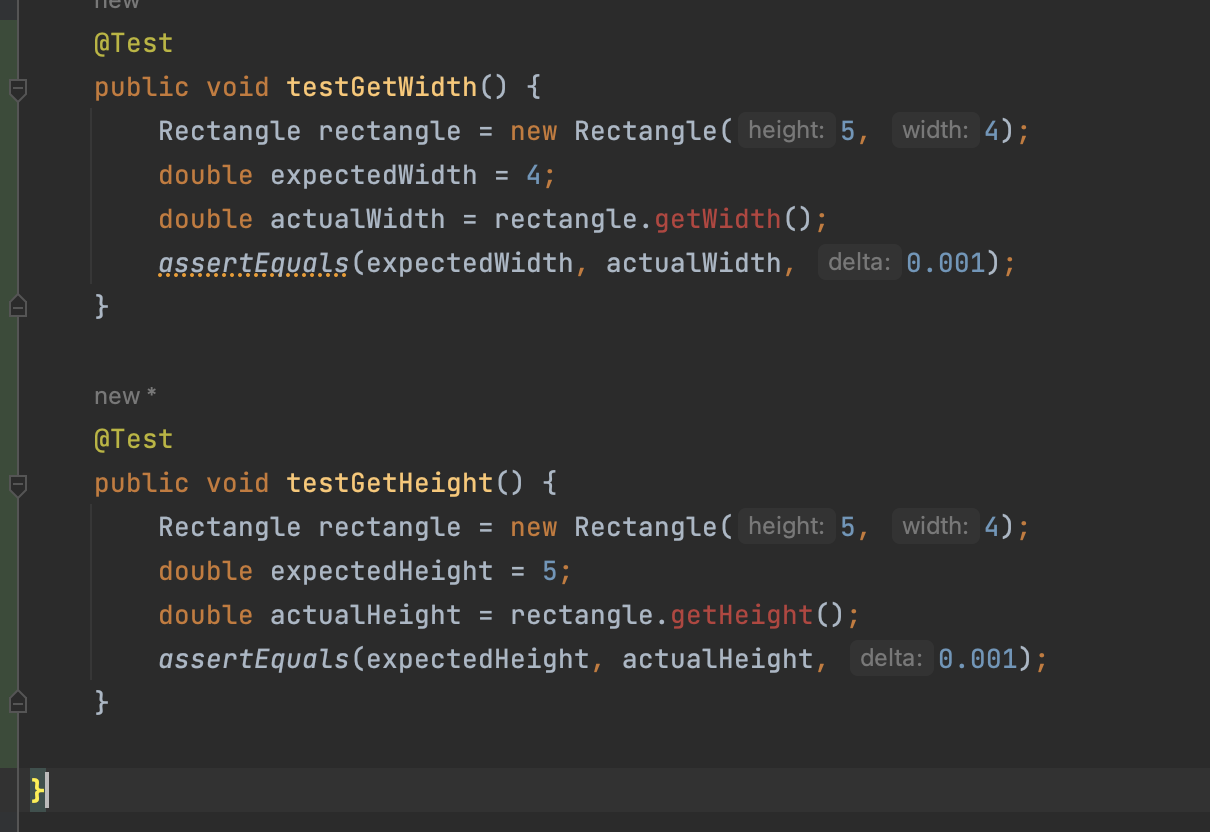 new
@Test
public void testGetWidth() {
Rectangle rectangle = new Rectangle( height: 5, width: 4);
double expectedWidth = 4;
double actualWidth = rectangle.getWidth();
assertEquals(expectedWidth, actualWidth, delta: 0.001);
}
new *
@Test
public void testGetHeight() {
Rectangle rectangle = new Rectangle( height: 5, width: 4);
double expectedHeight = 5;
double actualHeight = rectangle.getHeight();
assertEquals(expectedHeight, actualHeight, delta: 0.001);
}
}